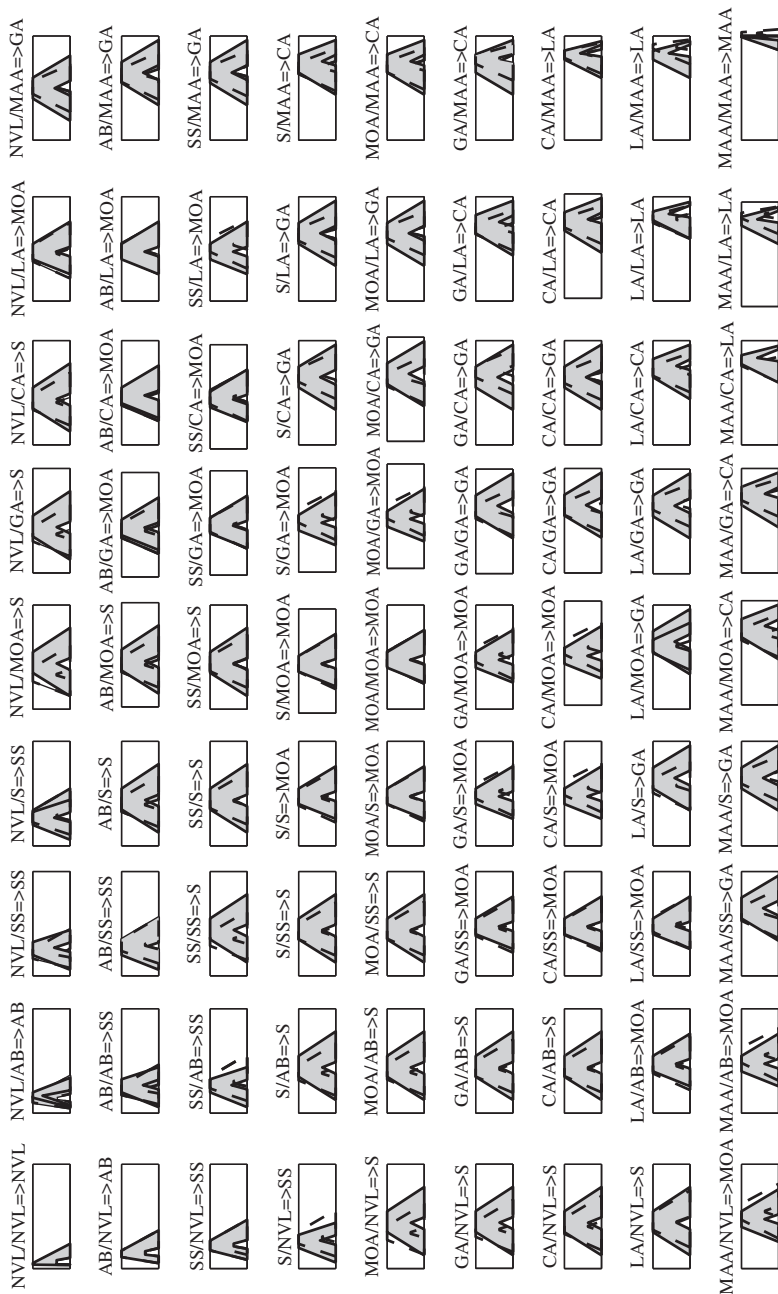 NVL/NVL=>NVL NVL/AB=>AB NVL/SS=>SS NVL/S=>SS NVL/MOA=>S NVL/GA=>S NVL/CA=>S NVL/LA=>MOA NVL/MAA=>GA
AB/NVL=>AB AB/AB=>SS AB/SS=>SS AB/S=>S AB/MOA=>S AB/GA=>MOA AB/CA=>MOA AB/LA=>MOA AB/MAA=>GA
SS/NVL=>SS SS/AB=>SS SS/SS=>S SS/S=>S SS/MOA=>S SS/GA=>MOA SS/CA=>MOA SS/LA=>MOA SS/MAA=>GA
S/NVL=>SS S/AB=>S S/SS=>S S/S=>MOA S/MOA=>MOA S/GA=>MOA S/CA=>GA S/LA=>GA S/MAA=>CA
MOA/NVL=>S MOA/AB=>S MOA/SS=>S MOA/S=>MOA MOA/MOA=>MOA MOA/GA=>MOA MOA/CA=>GA MOA/LA=>GA MOA/MAA=>CA
GA/NVL=>S GA/AB=>S GA/SS=>MOA GA/S=>MOA GA/MOA=>MOA GA/GA=>GA GA/CA=>GA GA/LA=>CA GA/MAA=>CA
CA/NVL=>S CA/AB=>S CA/SS=>MOA CA/S=>MOA CA/MOA=>MOA CA/GA=>GA CA/CA=>GA CA/LA=>CA CA/MAA=>LA
LA/NVL=>S LA/AB=>MOA LA/SS=>MOA LA/S=>GA LA/MOA=>GA LA/GA=>GA LA/CA=>CA LA/LA=>LA LA/MAA=>LA
MAA/NVL=>MOA MAA/AB=>MOA MAA/SS=>GA MAA/S=>GA MAA/MOA=>CA MAA/GA=>CA MAA/CA=>LA MAA/LA=>LA MAA/MAA=>MAA